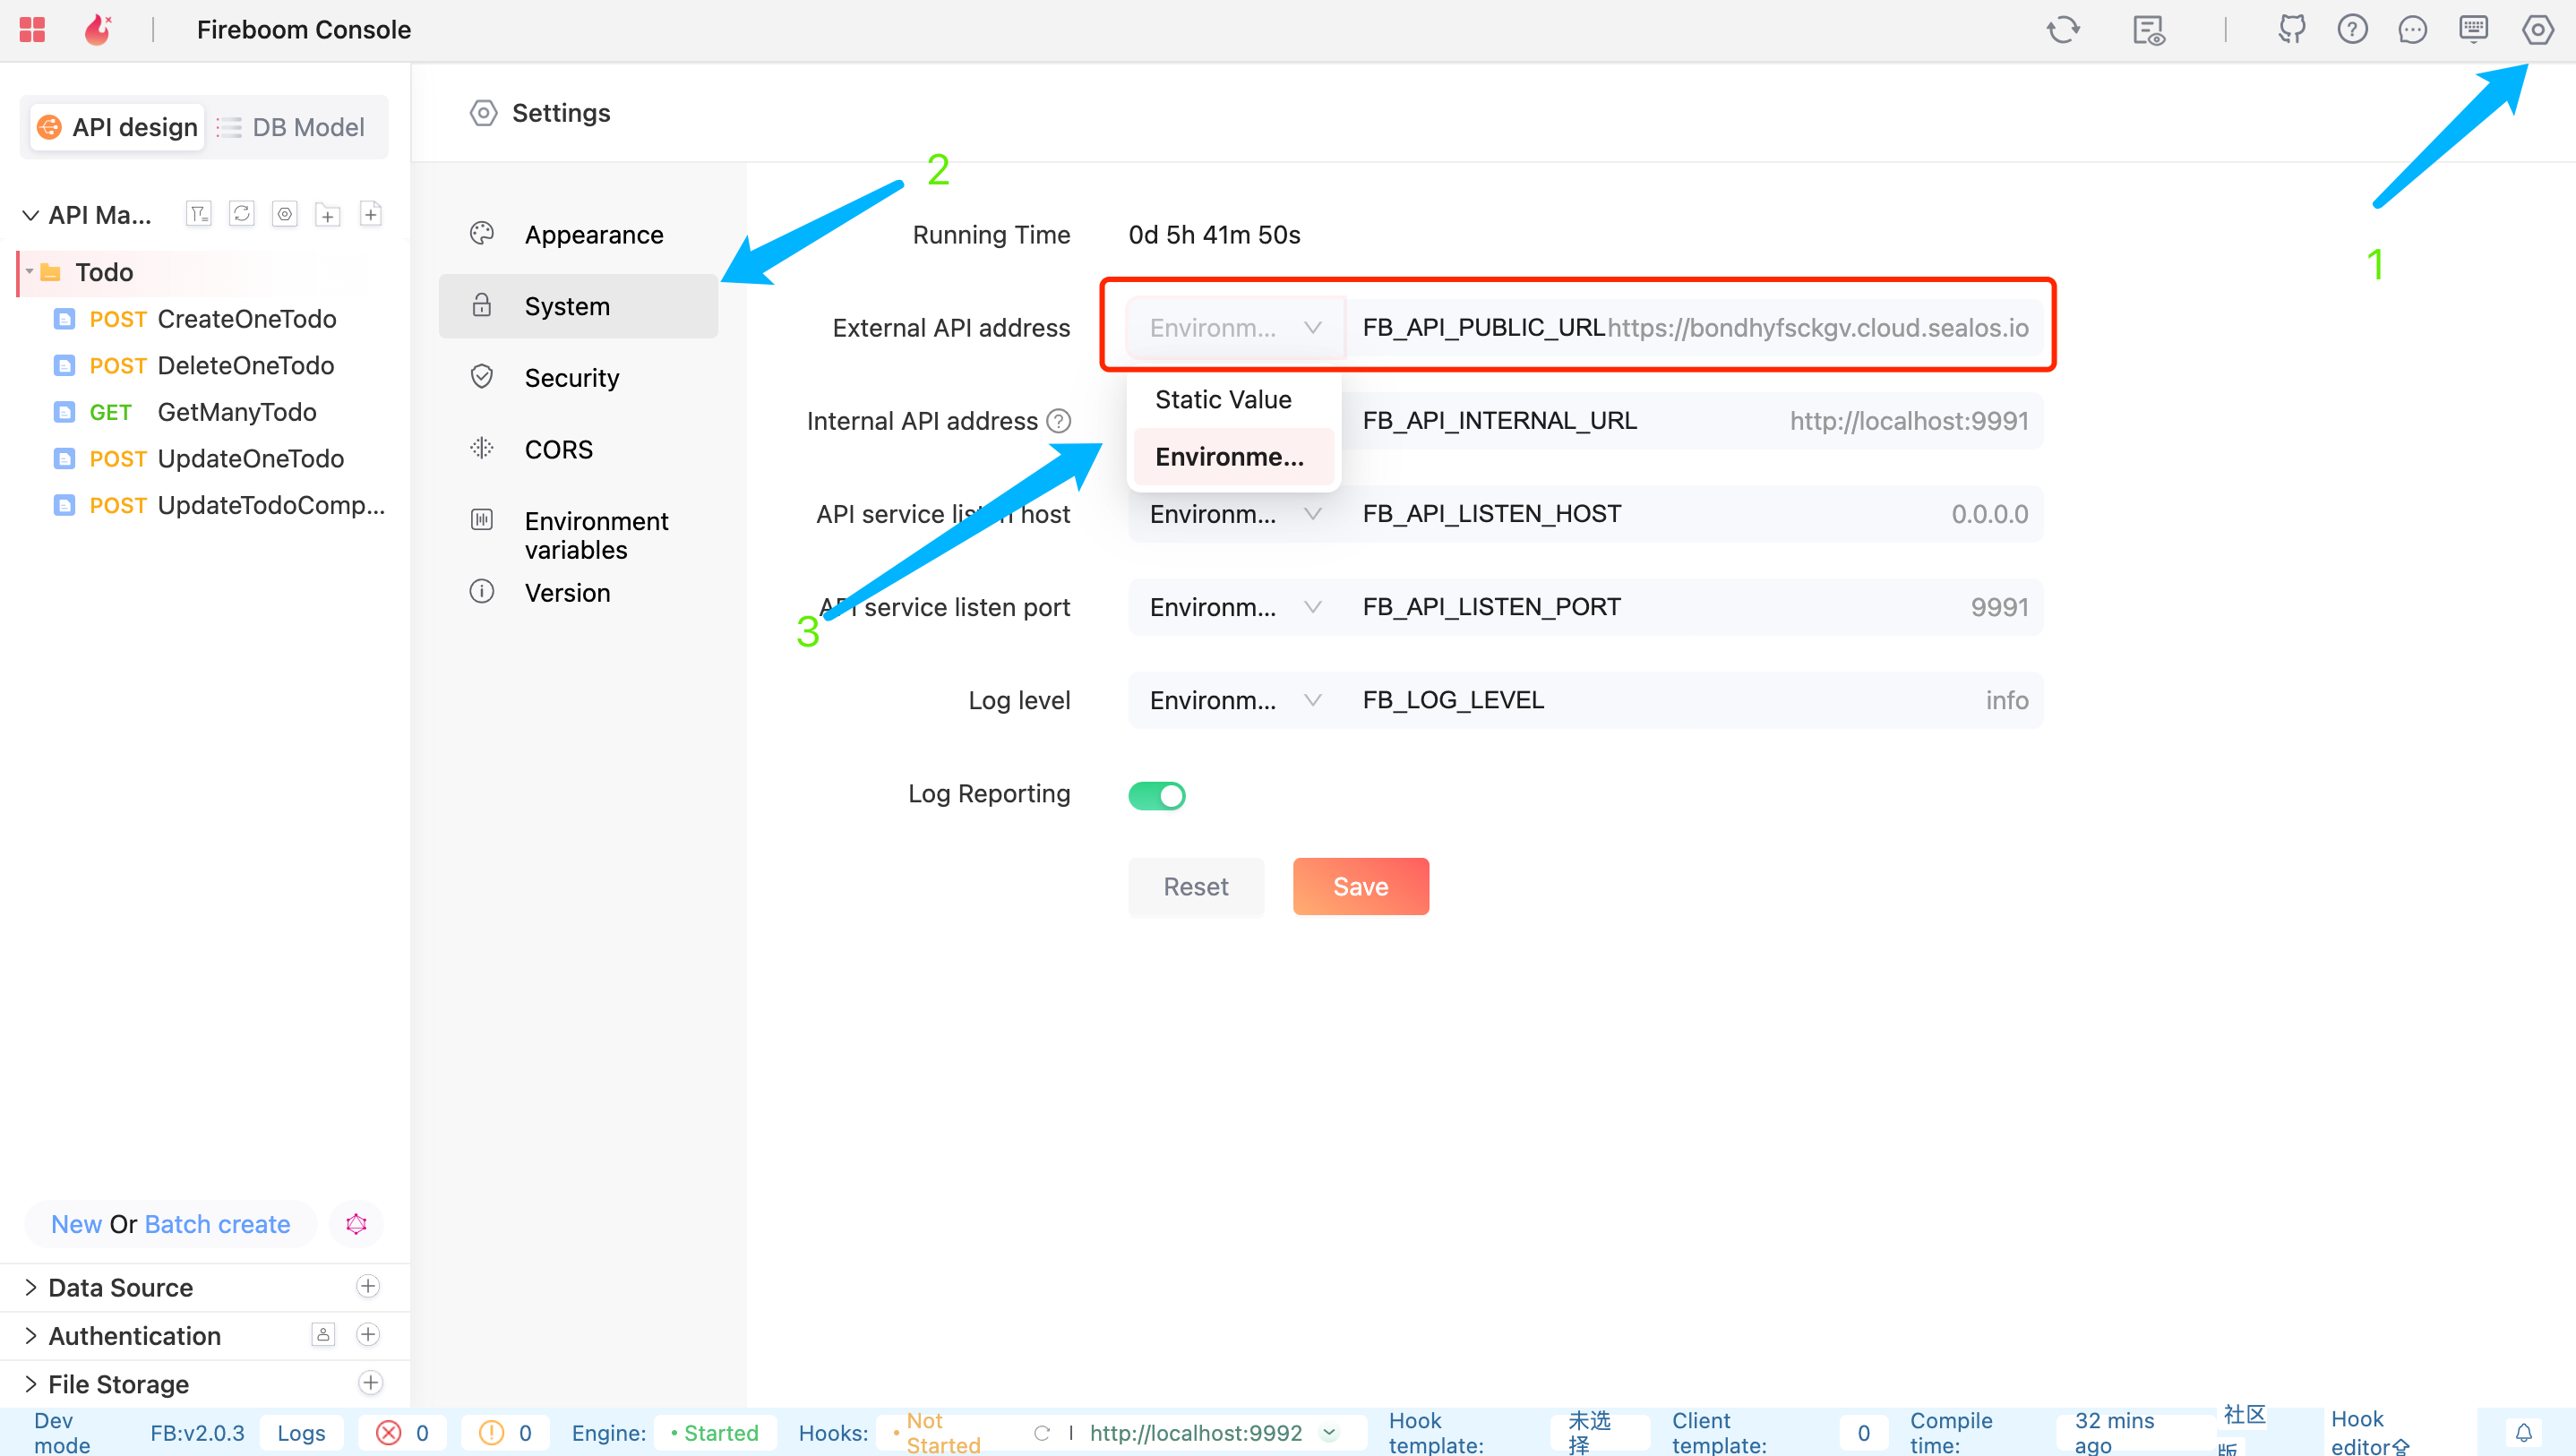 Fireboom Console
1
API design
DB Model
API Ma...
Todo
POST CreateOneTodo
POST DeleteOneTodo
GET GetManyTodo
POST UpdateOneTodo
POST UpdateTodoComp...
New Or Batch create
Data Source
Authentication
File Storage
Settings
2
Appearance
System
Security
CORS
Environment
variables
Version
3
Running Time 0d 5h 41m 50s
External API address Environm... FB_API_PUBLIC_URL https://bondhyfsckgv.cloud.sealos.io
Static Value
Environme...
Internal API address FB_API_INTERNAL_URL http://localhost:9991
API service listen host Environm... FB_API_LISTEN_HOST 0.0.0.0
API service listen port Environm... FB_API_LISTEN_PORT 9991
Log level Environm... FB_LOG_LEVEL info
Log Reporting
Reset Save
Dev
mode
FB:v2.0.3
Logs
0
0
Engine:
Started
Hooks:
Not
Started
http://localhost:9992
Hook
template:
未选
择
Client
template:
0
Compile
time:
32 mins
ago
社区
版
Hook
editor